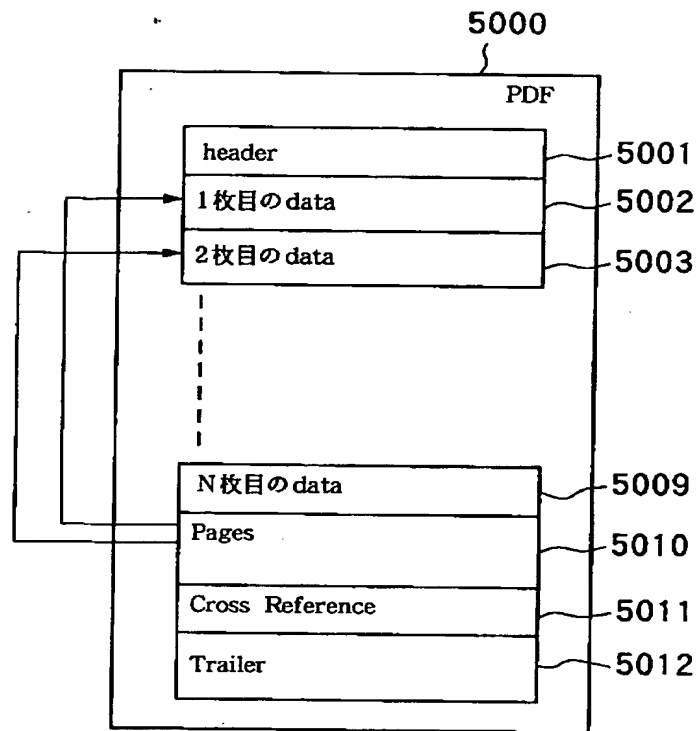 5000
PDF
header
5001
1枚目のdata
5002
2枚目のdata
5003
N枚目のdata
5009
Pages
5010
Cross Reference
5011
Trailer
5012